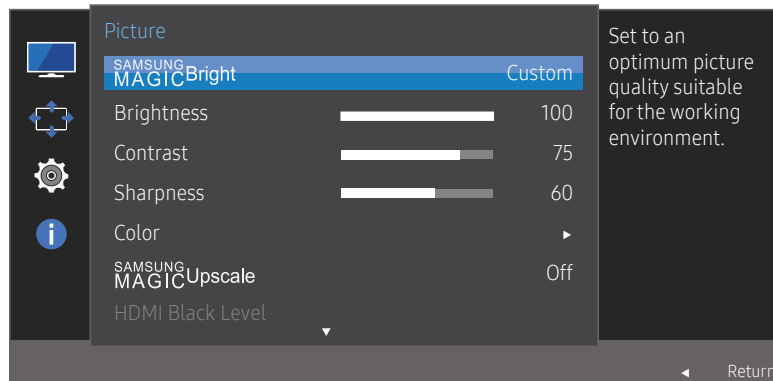 Picture
SAMSUNG
MAGICBright Custom
Brightness 100
Contrast 75
Sharpness 60
Color
SAMSUNG
MAGICUpscale Off
HDMI Black Level
Set to an
optimum picture
quality suitable
for the working
environment.
Return